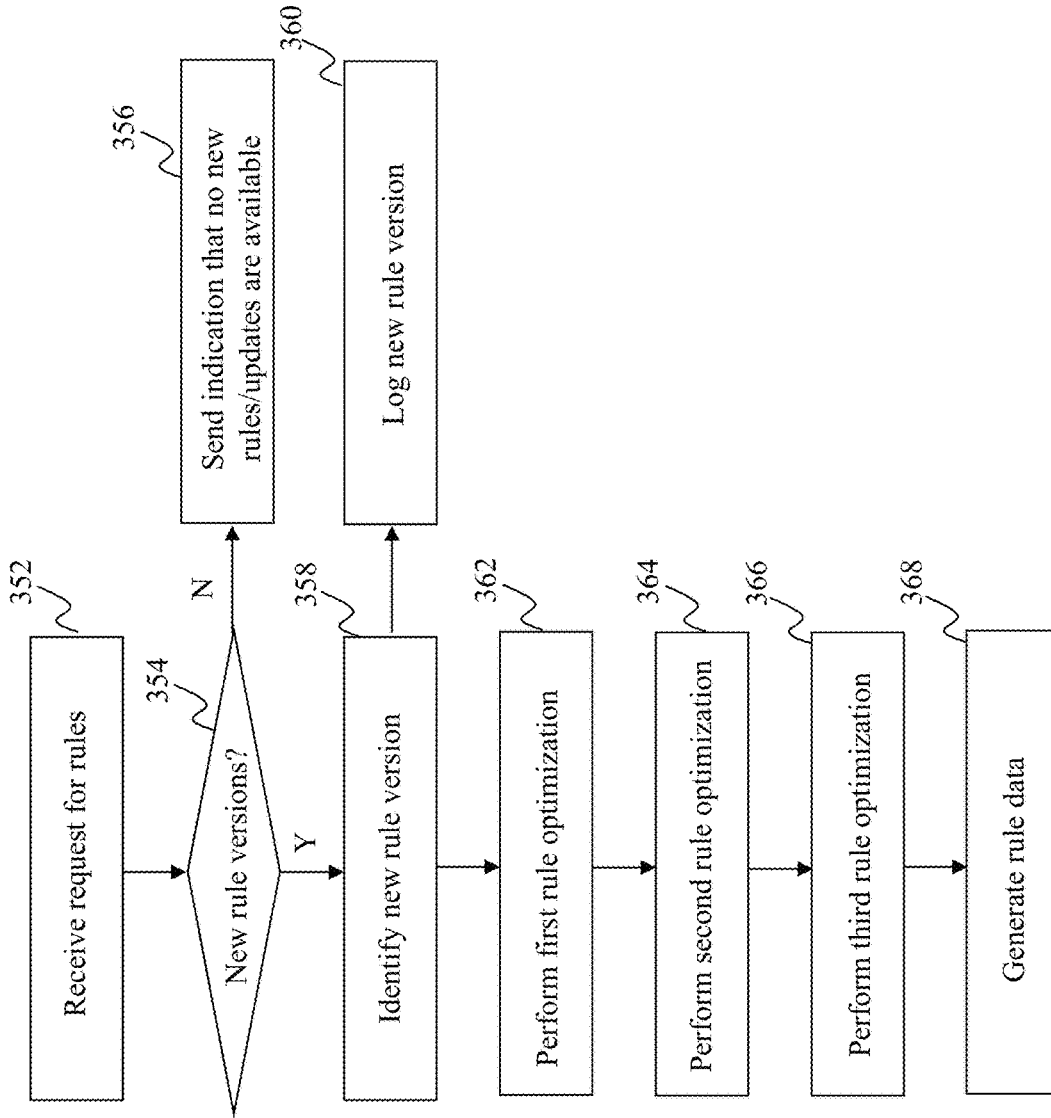 352
Receive request for rules
354
New rule versions?
N
356
Send indication that no new
rules/updates are available
Y
358
Identify new rule version
360
Log new rule version
362
Perform first rule optimization
364
Perform second rule optimization
366
Perform third rule optimization
368
Generate rule data